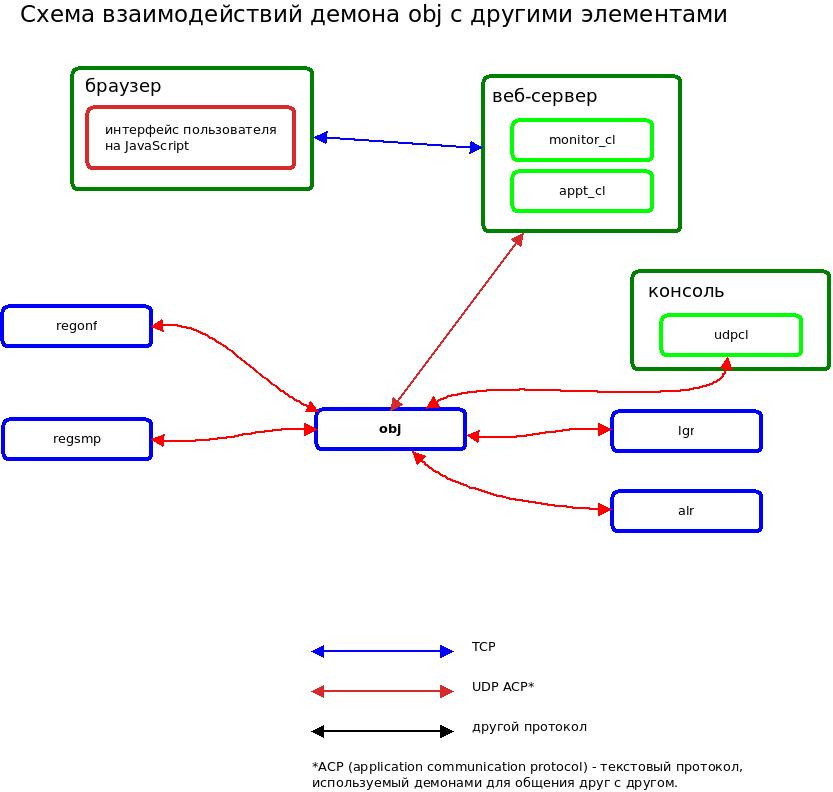 Схема взаимодействий демона obj с другими элементами
браузер
интерфейс пользователя
на JavaScript
веб-сервер
monitor_cl
appt_cl
консоль
udpcl
regonf
regsmp
obj
lgr
alr
TCP
UDP ACP*
другой протокол
*ACP (application communication protocol) - текстовый протокол,
используемый демонами для общения друг с другом.